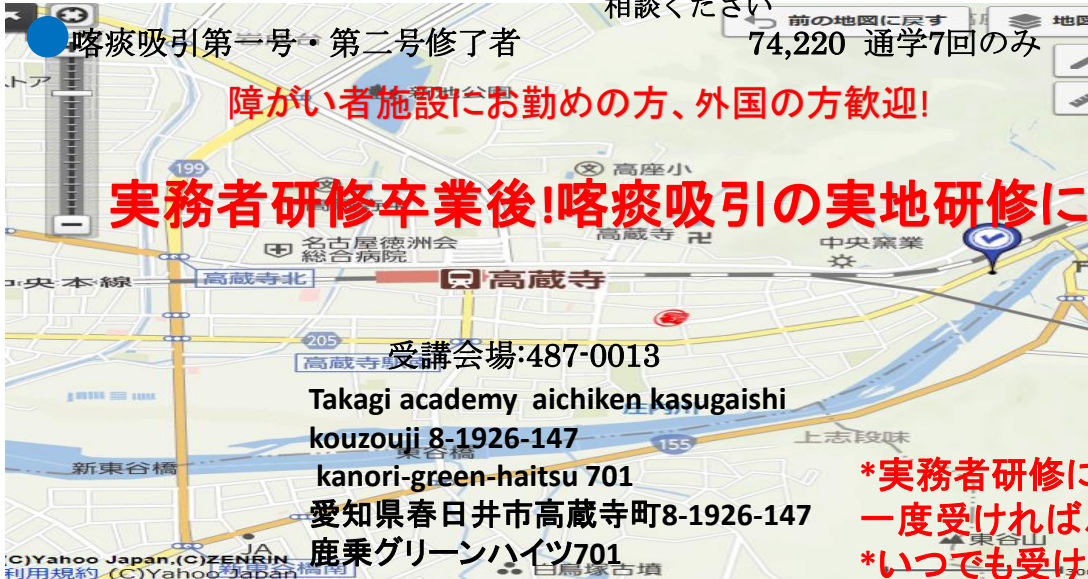 相談ください
前の地図に戻す
喀痰吸引第一号・第二号修了者 74,220 通学7回のみ
障がい者施設にお勤めの方、外国の方歓迎!
199
高座小
実務者研修卒業後!喀痰吸引の実地研修に
名古屋徳洲会
総合病院
高蔵寺
中央窯業
央本線
高蔵寺北
高蔵寺
205
受講会場:487-0013
Takagi academy aichiken kasugaishi
kouzouji 8-1926-147
155
上志段味
新東谷橋
東谷橋
kanori-green-haitsu 701
*実務者研修に
愛知県春日井市高蔵寺町8-1926-147
一度受ければ
東谷山
JA
鹿乗グリーンハイツ701
*いつでも受け
(C)Yahoo Japan,(C)ZENRIN
利用規約 (C)Yahoo Japan
白鳥塚古墳